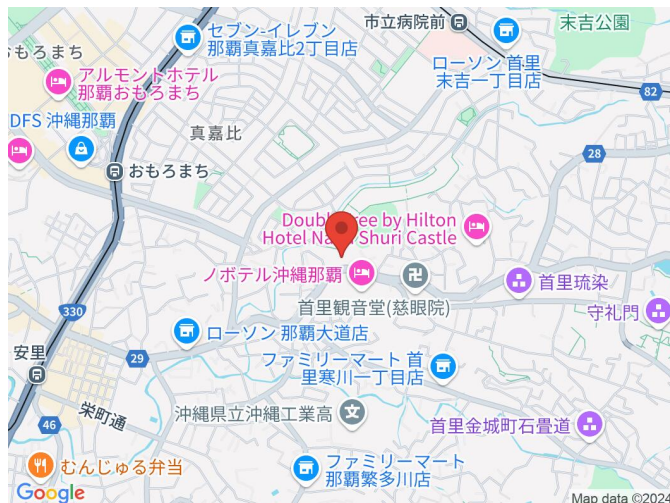 市立病院前
末吉公園
セブン-イレブン
那覇真嘉比2丁目店
ローソン 首里
末吉一丁目店
アルモントホテル
那覇おもろまち
82
真嘉比
DFS 沖縄那覇
28
おもろまち
DoubleTree by Hilton
Hotel Naha Shuri Castle
ノボテル沖縄那覇
首里琉染
首里観音堂(慈眼院)
守礼門
330
ローソン 那覇大道店
安里
29
ファミリーマート 首
里寒川一丁目店
栄町通
46
沖縄県立沖縄工業高
首里金城町石畳道
むんじゅる弁当
ファミリーマート
那覇繁多川店
Google
Map data ©2024